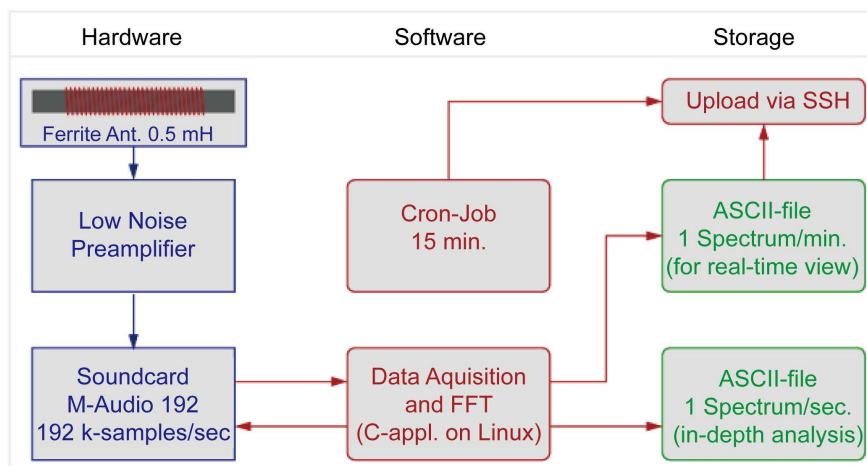 Hardware
Software
Storage
Ferrite Ant. 0.5 mH
Upload via SSH
Low Noise
Preamplifier
Cron-Job
15 min.
ASCII-file
1 Spectrum/min.
(for real-time view)
Soundcard
M-Audio 192
192 k-samples/sec
Data Aquisition
and FFT
(C-appl. on Linux)
ASCII-file
1 Spectrum/sec.
(in-depth analysis)